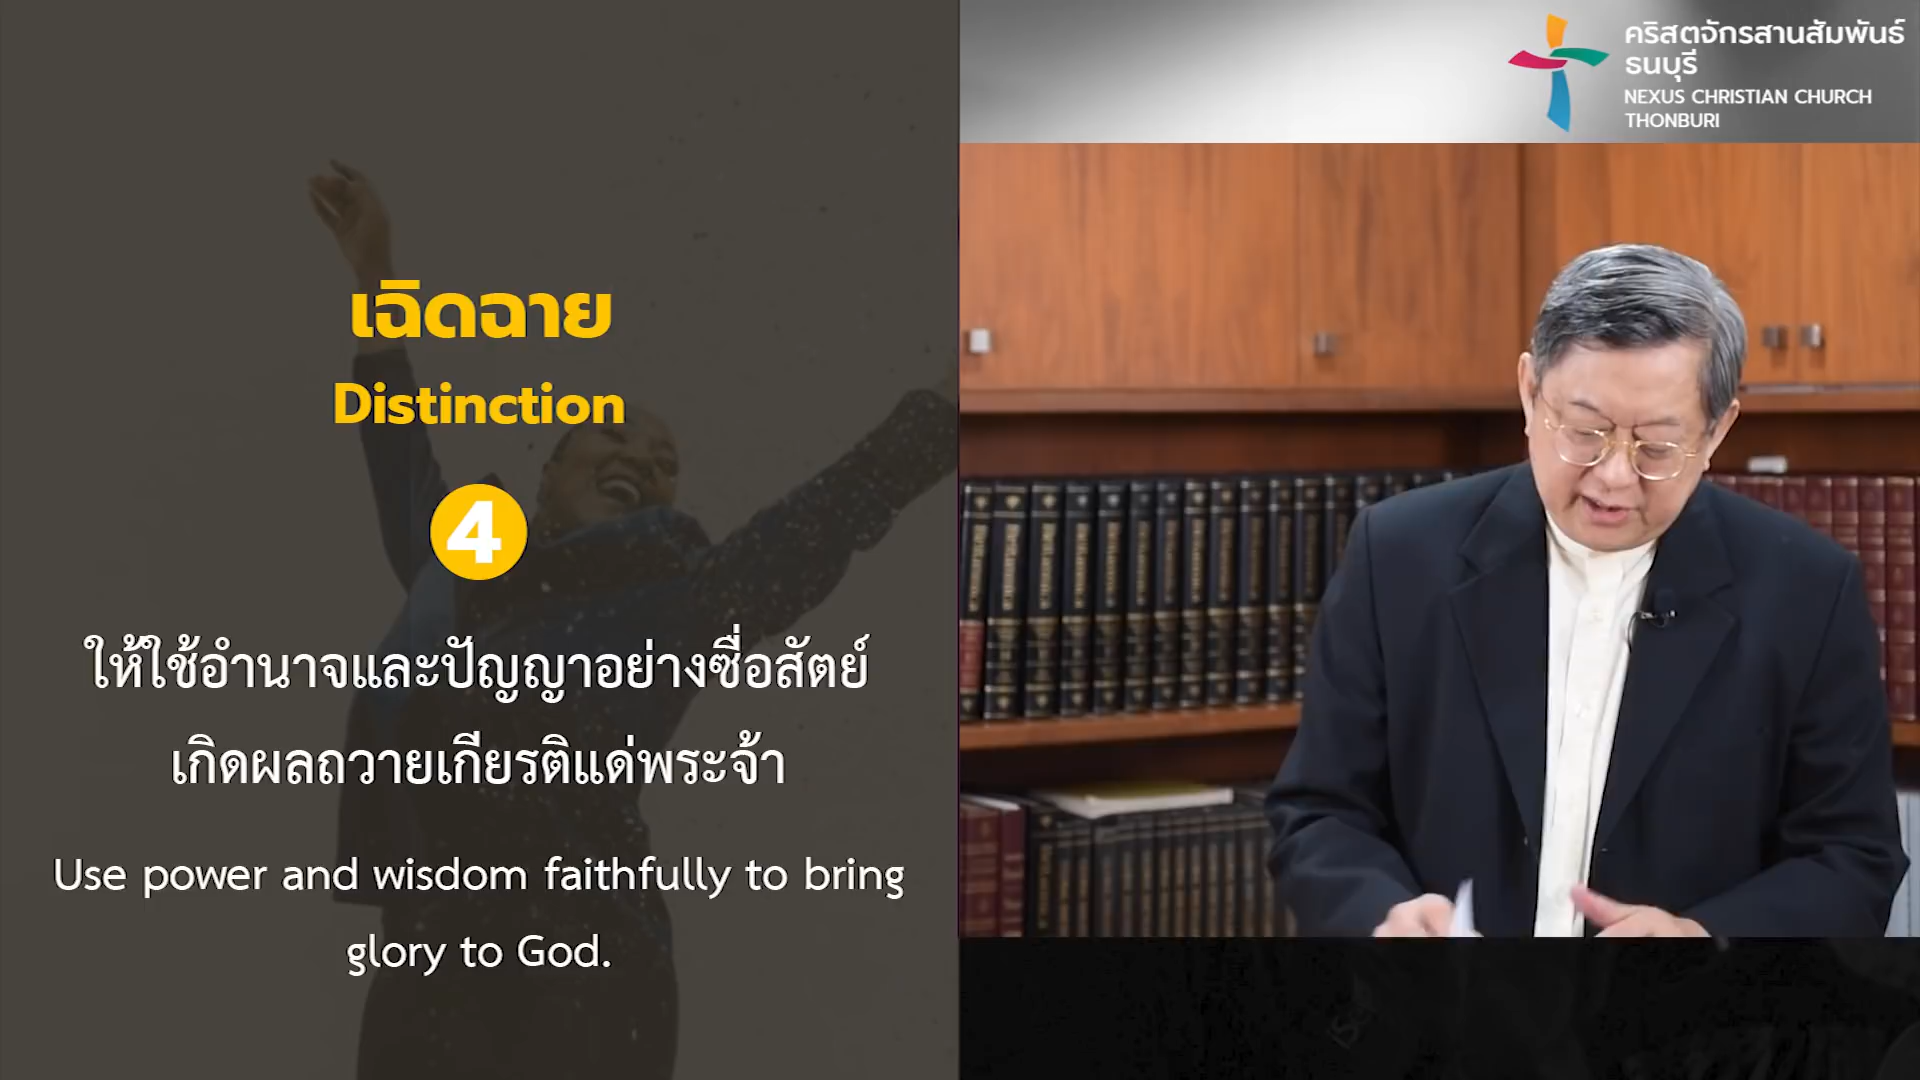 เฉิดฉาย
Distinction
4
ให้ใช้อำนาจและปัญญาอย่างซื่อสัตย์
เกิดผลถวายเกียรติแด่พระเจ้า
Use power and wisdom faithfully to bring
glory to God.
คริสตจักรสานสัมพันธ์
ธนบุรี
NEXUS CHRISTIAN CHURCH
THONBURI